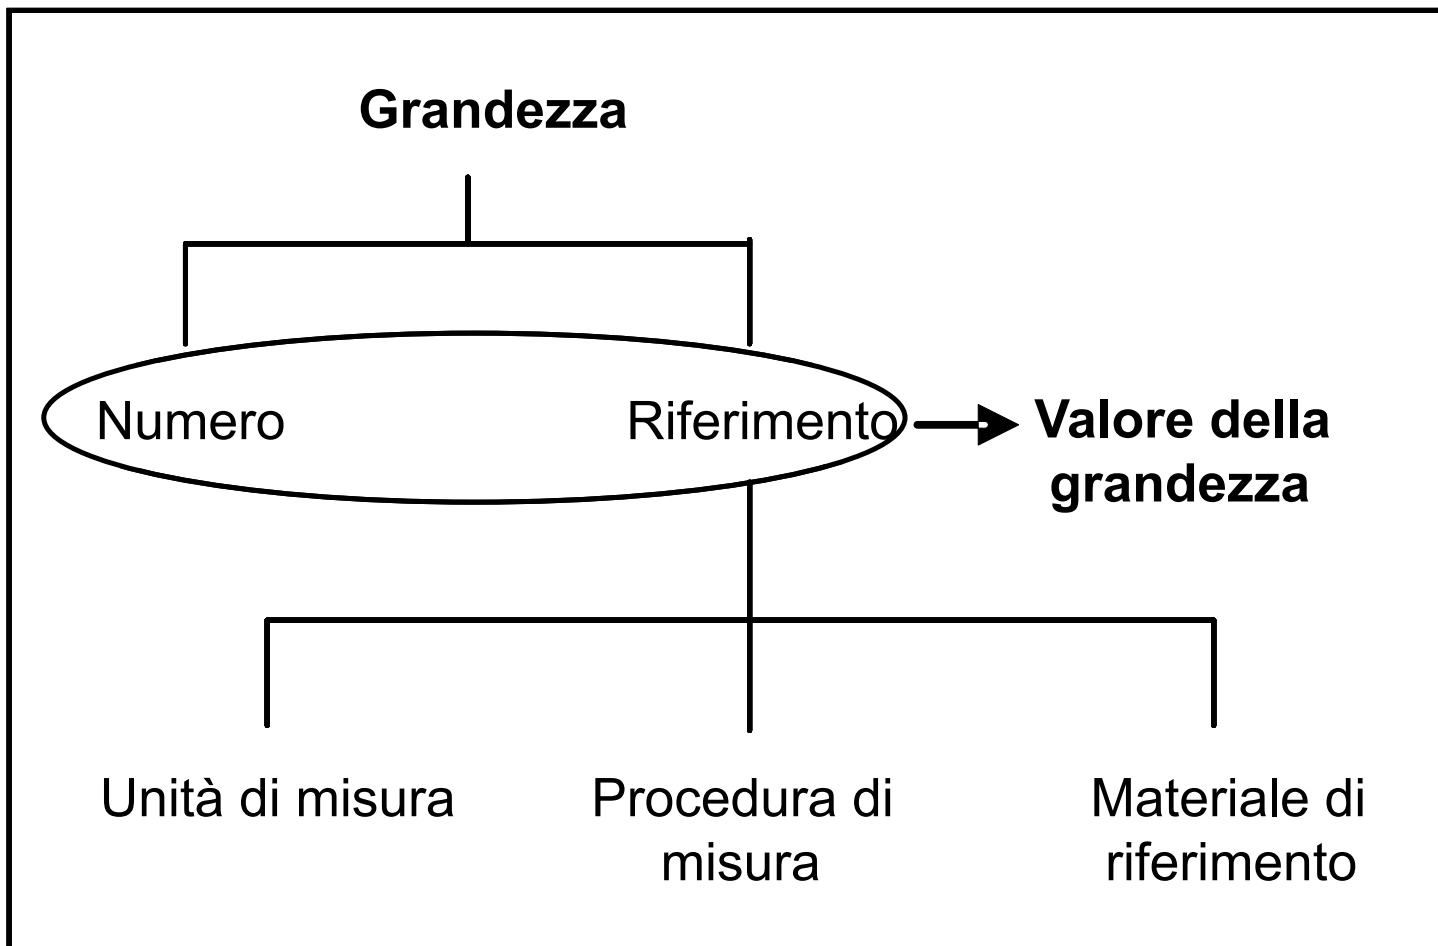 Grandezza
Numero
Riferimento
Valore della
grandezza
Unità di misura
Procedura di
misura
Materiale di
riferimento